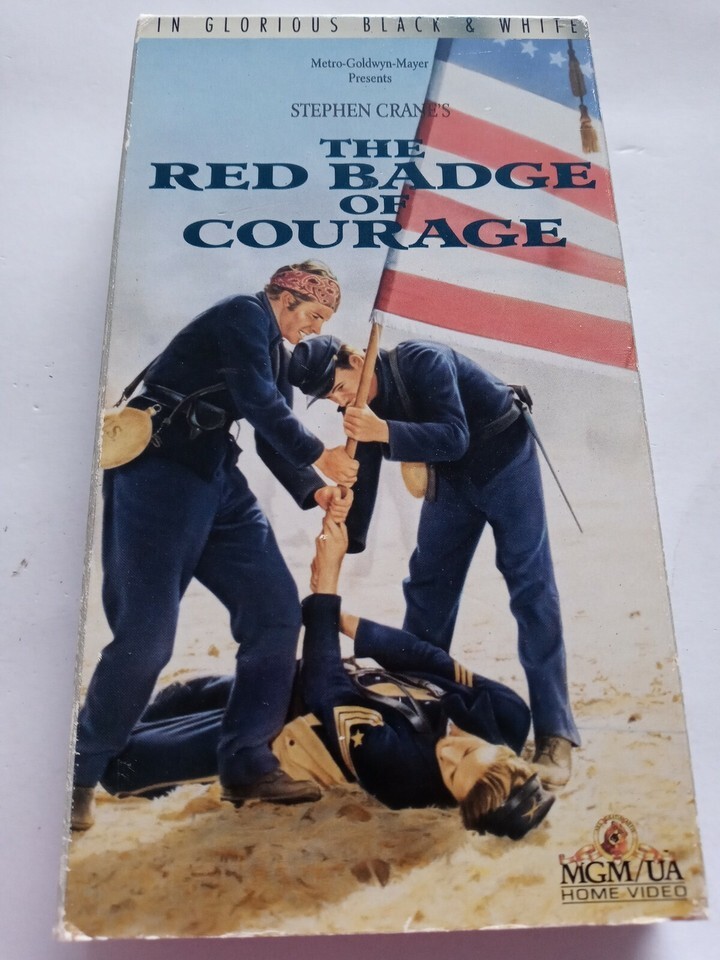 IN GLORIOUS BLACK & WHITE
Metro-Goldwyn-Mayer
Presents
STEPHEN CRANE'S
THE
RED BADGE
OF
COURAGE
MGM/UA
HOME VIDEO